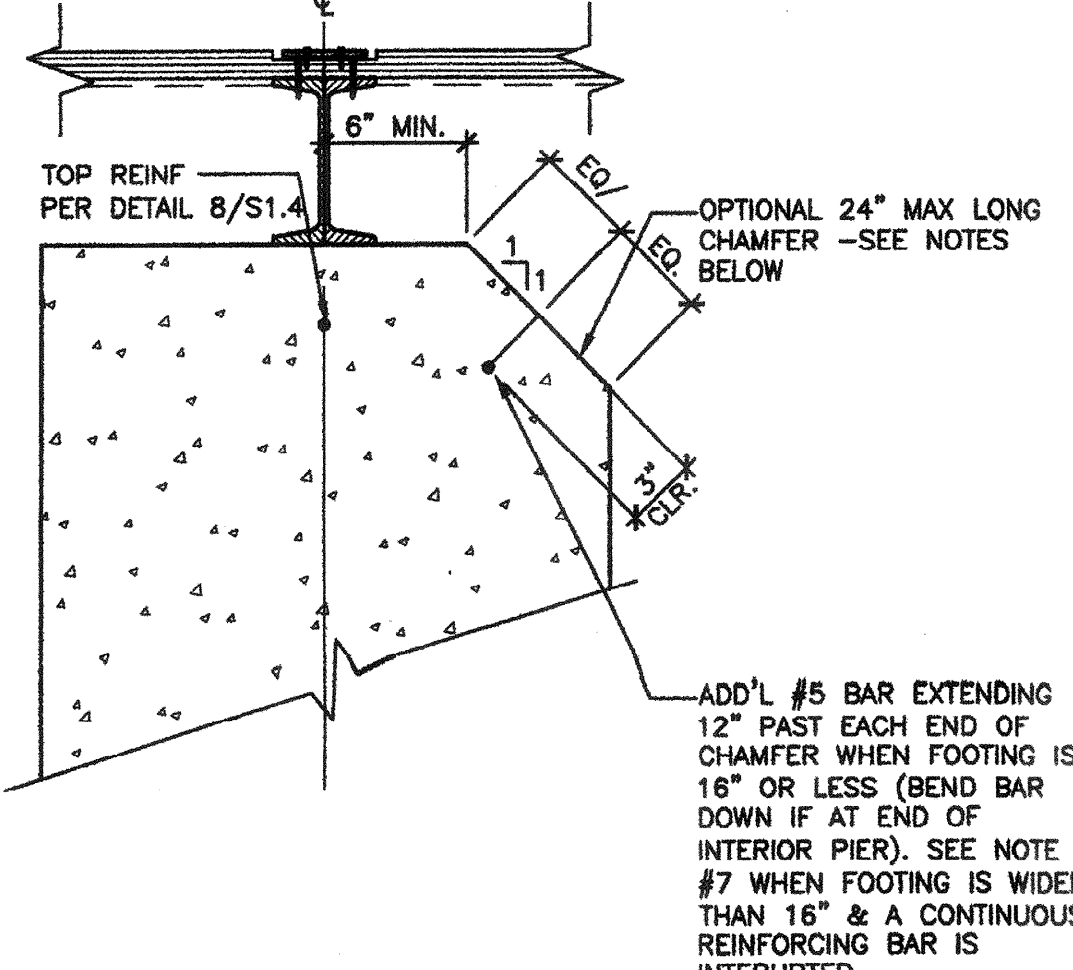 ℄
6" MIN.
TOP REINF
PER DETAIL 8/S1.4
EQ/
EQ.
OPTIONAL 24" MAX LONG
CHAMFER -SEE NOTES
BELOW
1
1
3"
CLR.
ADD'L #5 BAR EXTENDING
12" PAST EACH END OF
CHAMFER WHEN FOOTING IS
16" OR LESS (BEND BAR
DOWN IF AT END OF
INTERIOR PIER). SEE NOTE
#7 WHEN FOOTING IS WIDER
THAN 16" & A CONTINUOUS
REINFORCING BAR IS